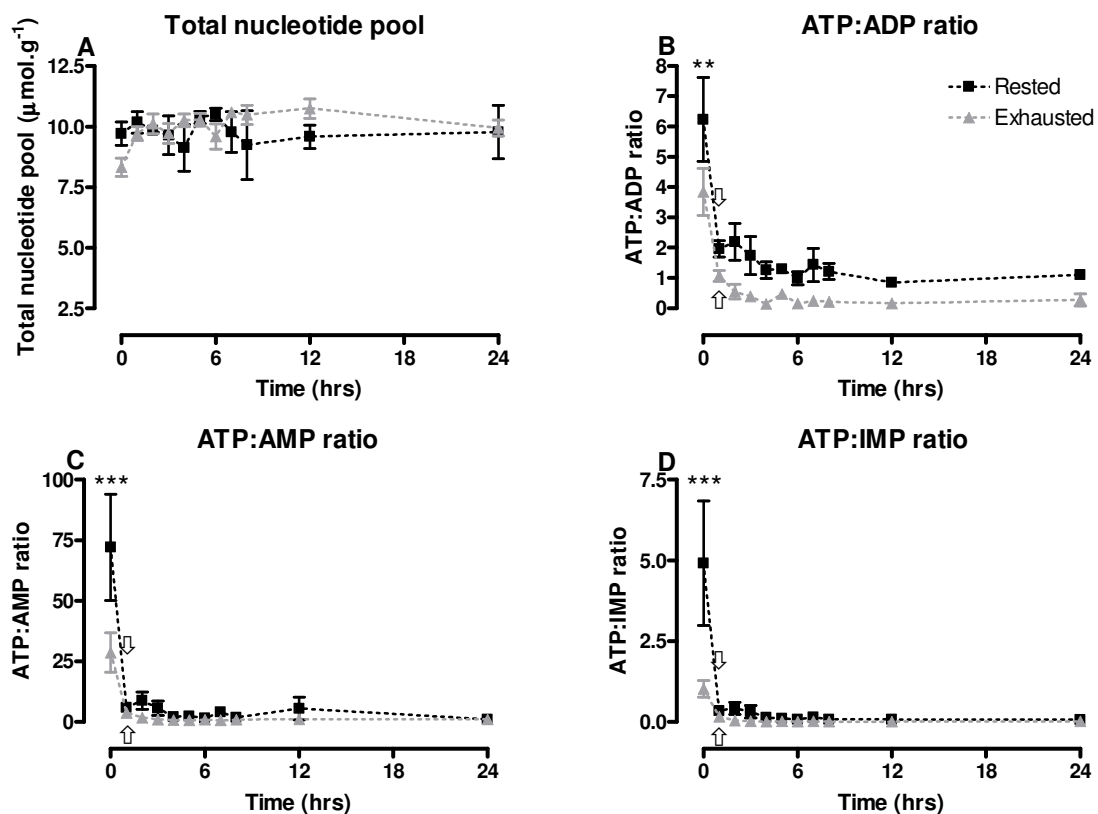 Total nucleotide pool
A
Total nucleotide pool (μmol.g⁻¹)
12.5
10.0
7.5
5.0
2.5
0 6 12 18 24
Time (hrs)
ATP:ADP ratio
B
**
ATP:ADP ratio
8
7
6
5
4
3
2
1
0
Rested
Exhausted
0 6 12 18 24
Time (hrs)
ATP:AMP ratio
C
***
ATP:AMP ratio
100
75
50
25
0
0 6 12 18 24
Time (hrs)
ATP:IMP ratio
D
***
ATP:IMP ratio
7.5
5.0
2.5
0.0
0 6 12 18 24
Time (hrs)